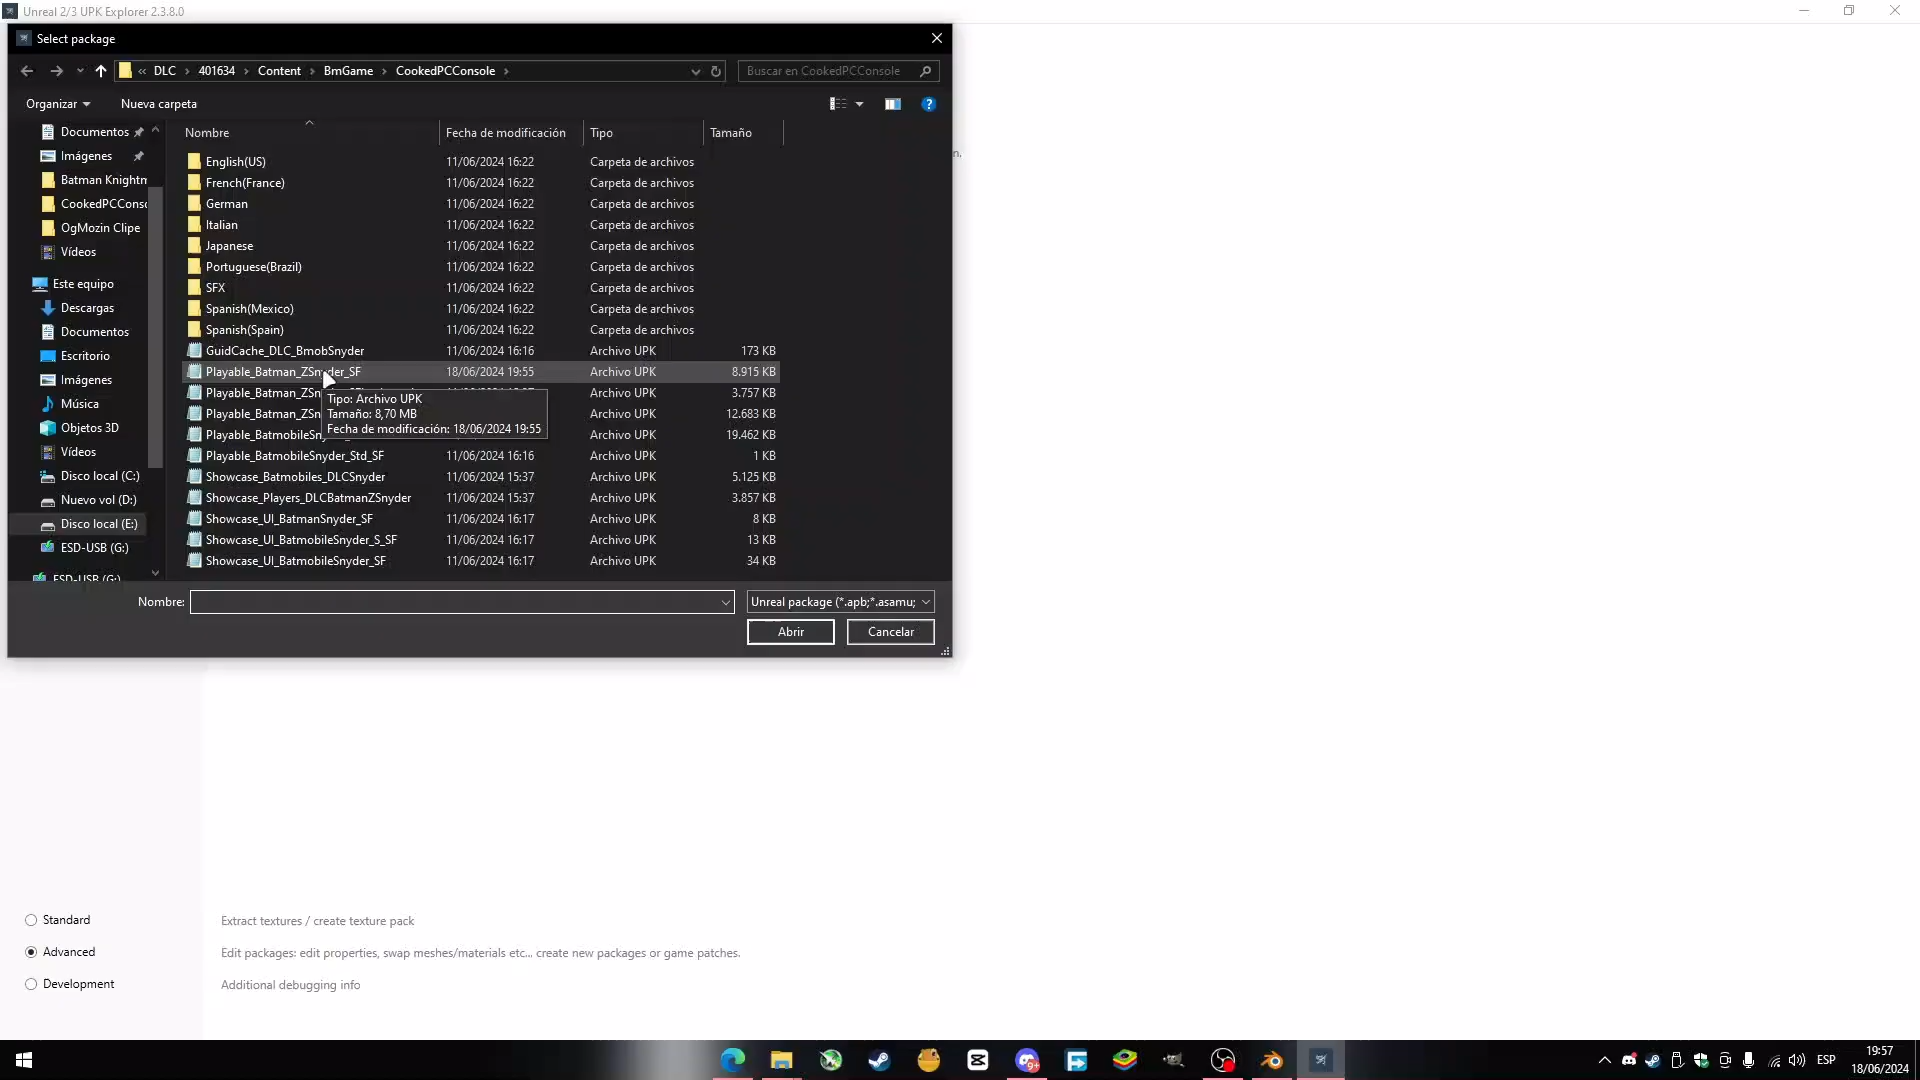 Unreal 2/3 UPK Explorer 2.3.8.0
Select package
« DLC › 401634 › Content › BmGame › CookedPCConsole ›
Buscar en CookedPCConsole
Organizar
Nueva carpeta
Nombre Fecha de modificación Tipo Tamaño
Documentos
Imágenes
Batman Knightm
CookedPCConso
OgMozin Clipe
Vídeos
Este equipo
Descargas
Documentos
Escritorio
Imágenes
Música
Objetos 3D
Vídeos
Disco local (C:)
Nuevo vol (D:)
Disco local (E:)
ESD-USB (G:)
ESD-USB (G:)
English(US) 11/06/2024 16:22 Carpeta de archivos
French(France) 11/06/2024 16:22 Carpeta de archivos
German 11/06/2024 16:22 Carpeta de archivos
Italian 11/06/2024 16:22 Carpeta de archivos
Japanese 11/06/2024 16:22 Carpeta de archivos
Portuguese(Brazil) 11/06/2024 16:22 Carpeta de archivos
SFX 11/06/2024 16:22 Carpeta de archivos
Spanish(Mexico) 11/06/2024 16:22 Carpeta de archivos
Spanish(Spain) 11/06/2024 16:22 Carpeta de archivos
GuidCache_DLC_BmobSnyder 11/06/2024 16:16 Archivo UPK 173 KB
Playable_Batman_ZSnyder_SF 18/06/2024 19:55 Archivo UPK 8.915 KB
Playable_Batman_ZSn Archivo UPK 3.757 KB
Playable_Batman_ZSn Archivo UPK 12.683 KB
Playable_BatmobileSny Archivo UPK 19.462 KB
Tipo: Archivo UPK
Tamaño: 8,70 MB
Fecha de modificación: 18/06/2024 19:55
Playable_BatmobileSnyder_Std_SF 11/06/2024 16:16 Archivo UPK 1 KB
Showcase_Batmobiles_DLCSnyder 11/06/2024 15:37 Archivo UPK 5.125 KB
Showcase_Players_DLCBatmanZSnyder 11/06/2024 15:37 Archivo UPK 3.857 KB
Showcase_UI_BatmanSnyder_SF 11/06/2024 16:17 Archivo UPK 8 KB
Showcase_UI_BatmobileSnyder_S_SF 11/06/2024 16:17 Archivo UPK 13 KB
Showcase_UI_BatmobileSnyder_SF 11/06/2024 16:17 Archivo UPK 34 KB
Nombre:
Unreal package (*.apb;*.asamu;
Abrir
Cancelar
n.
Standard Extract textures / create texture pack
Advanced Edit packages: edit properties, swap meshes/materials etc... create new packages or game patches.
Development Additional debugging info
ESP
19:57
18/06/2024